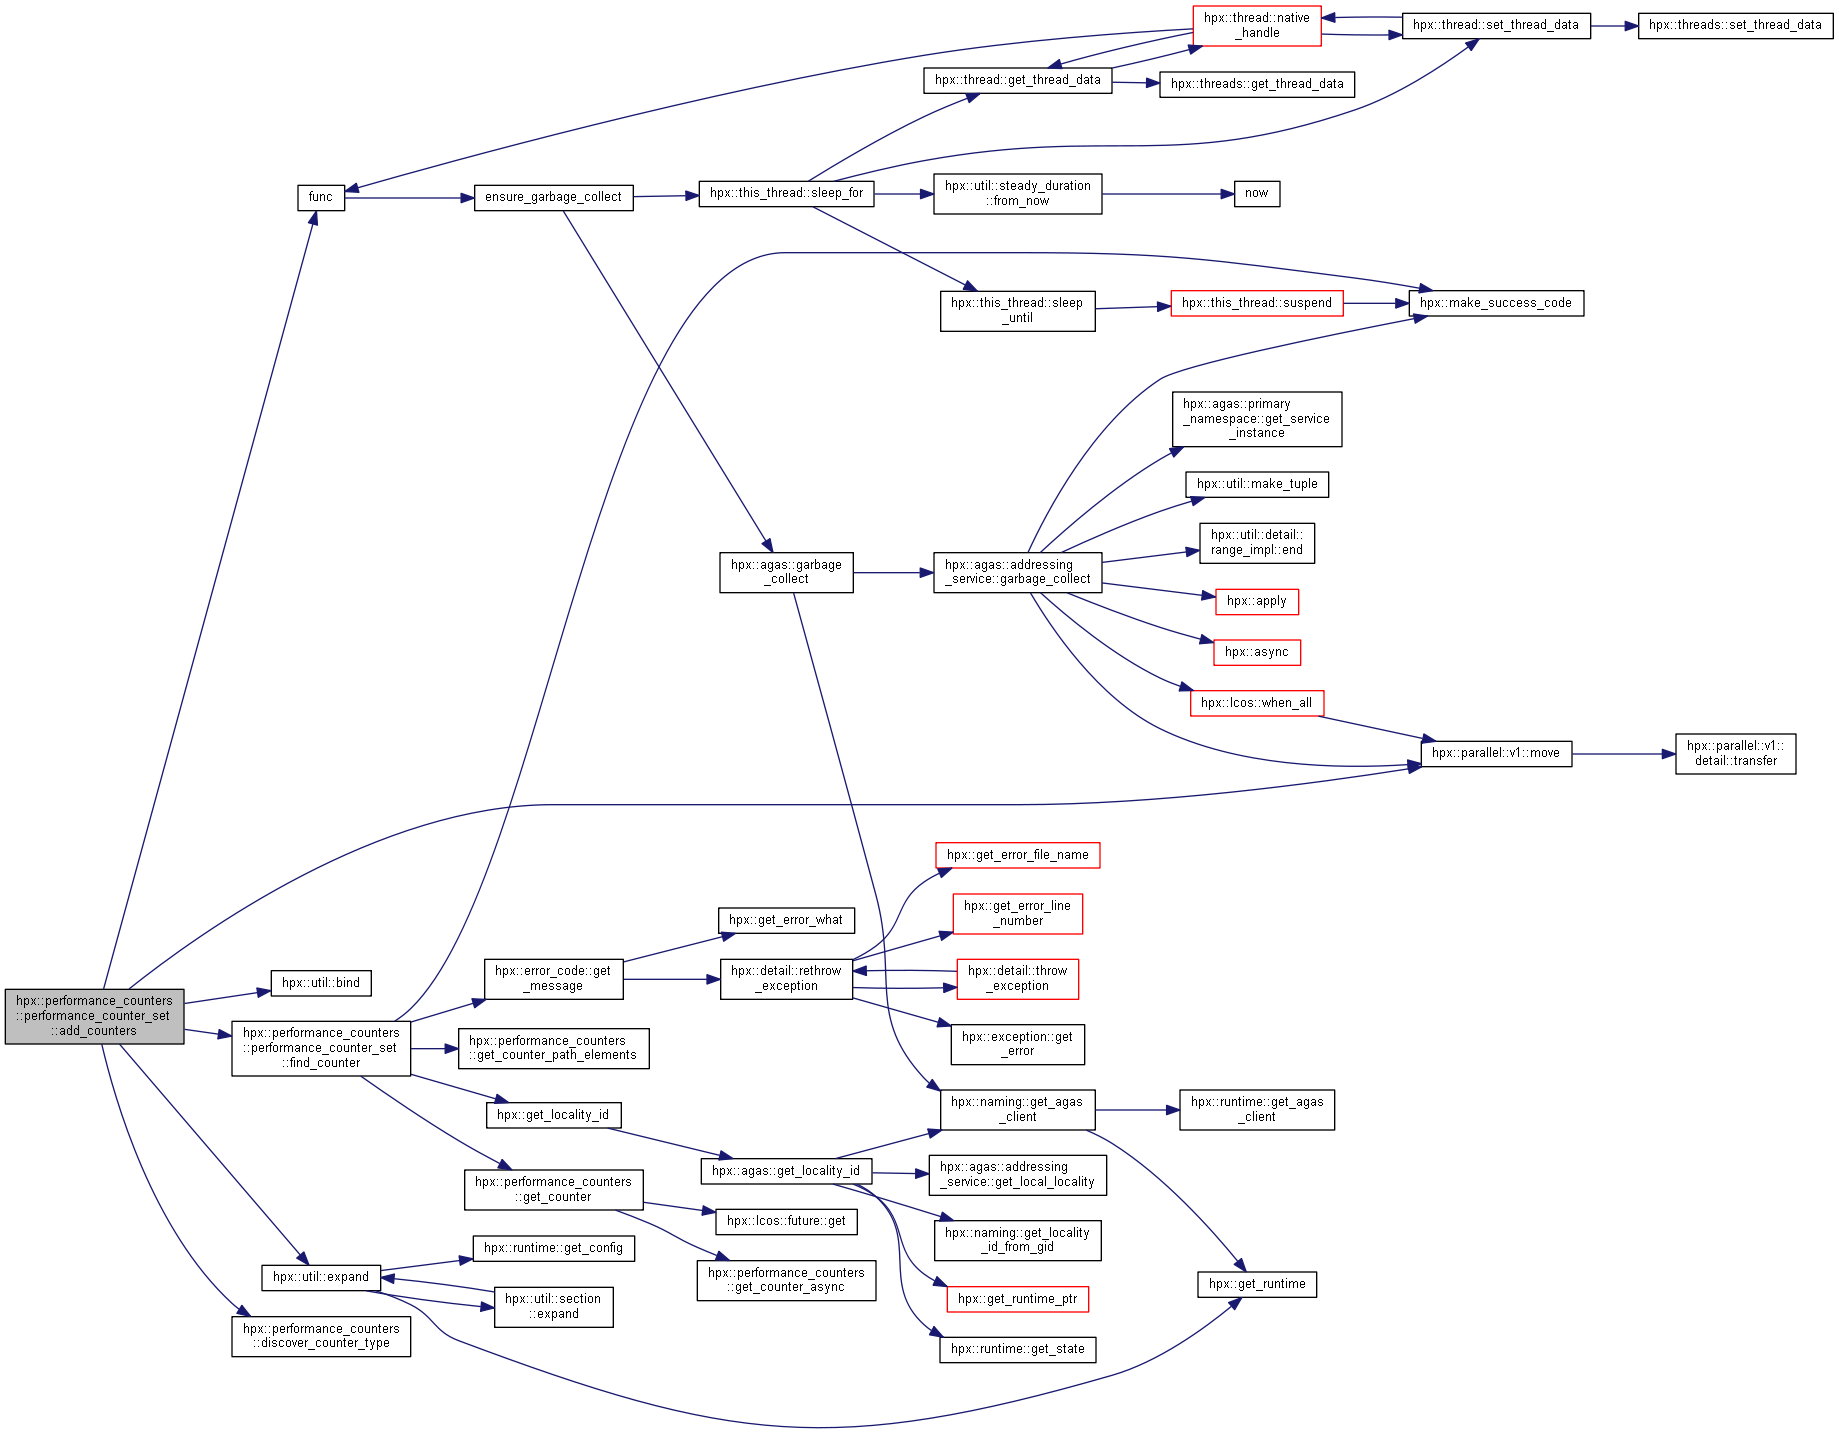 hpx::thread::native
_handle
hpx::thread::set_thread_data
hpx::threads::set_thread_data
hpx::thread::get_thread_data
hpx::threads::get_thread_data
func
ensure_garbage_collect
hpx::this_thread::sleep_for
hpx::util::steady_duration
::from_now
now
hpx::this_thread::sleep
_until
hpx::this_thread::suspend
hpx::make_success_code
hpx::agas::primary
_namespace::get_service
_instance
hpx::util::make_tuple
hpx::util::detail::
range_impl::end
hpx::agas::garbage
_collect
hpx::agas::addressing
_service::garbage_collect
hpx::apply
hpx::async
hpx::lcos::when_all
hpx::parallel::v1::move
hpx::parallel::v1::
detail::transfer
hpx::get_error_file_name
hpx::get_error_what
hpx::get_error_line
_number
hpx::error_code::get
_message
hpx::detail::rethrow
_exception
hpx::detail::throw
_exception
hpx::util::bind
hpx::performance_counters
::performance_counter_set
::add_counters
hpx::performance_counters
::performance_counter_set
::find_counter
hpx::performance_counters
::get_counter_path_elements
hpx::exception::get
_error
hpx::get_locality_id
hpx::naming::get_agas
_client
hpx::runtime::get_agas
_client
hpx::agas::get_locality_id
hpx::agas::addressing
_service::get_local_locality
hpx::performance_counters
::get_counter
hpx::lcos::future::get
hpx::naming::get_locality
_id_from_gid
hpx::runtime::get_config
hpx::util::expand
hpx::performance_counters
::get_counter_async
hpx::get_runtime
hpx::util::section
::expand
hpx::get_runtime_ptr
hpx::performance_counters
::discover_counter_type
hpx::runtime::get_state